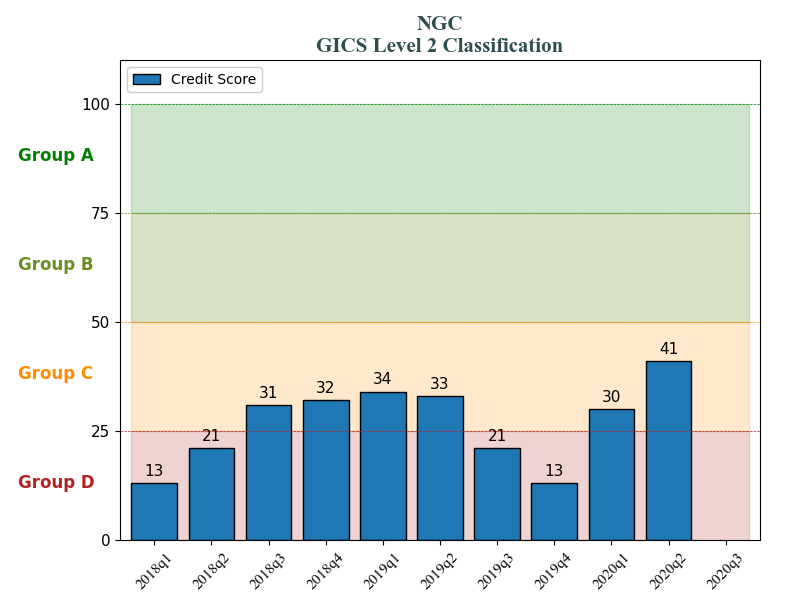 NGC
GICS Level 2 Classification
Credit Score
100
Group A
75
Group B
50
Group C
25
Group D
0
13
21
31
32
34
33
21
13
30
41
2018q1
2018q2
2018q3
2018q4
2019q1
2019q2
2019q3
2019q4
2020q1
2020q2
2020q3